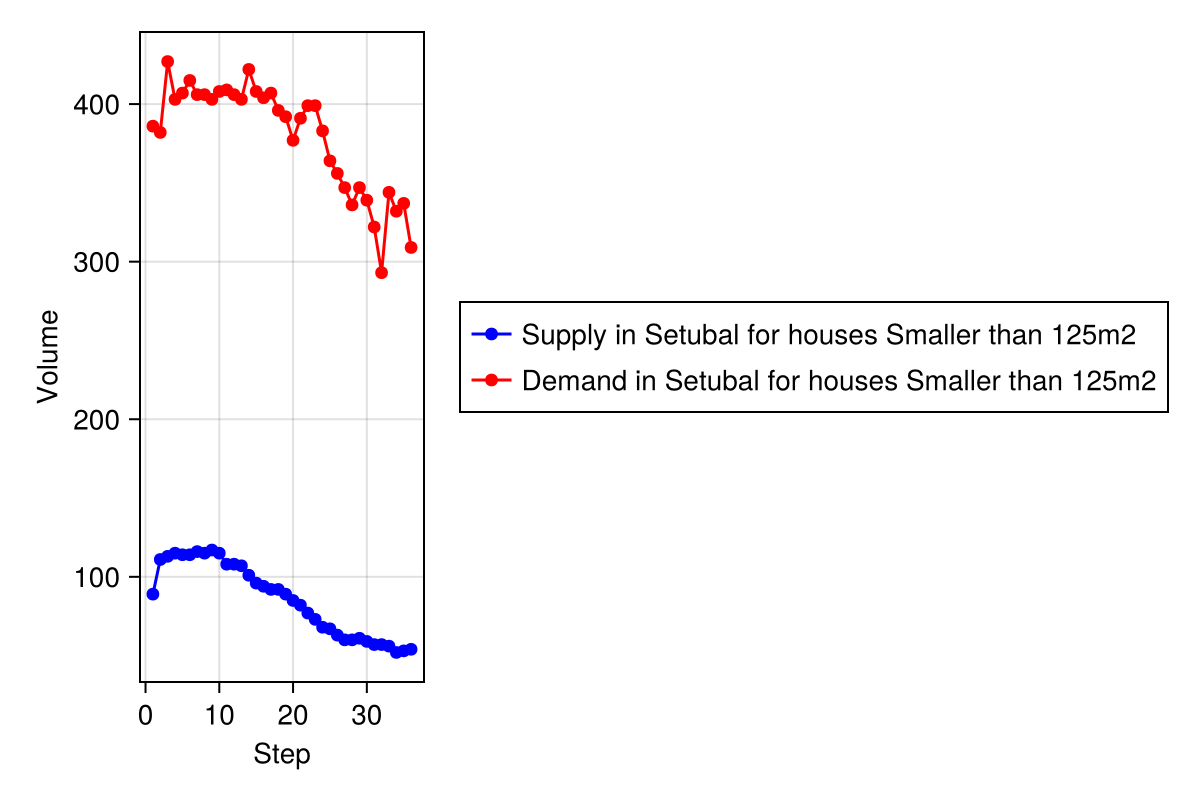 Volume
400
300
200
100
0 10 20 30
Step
Supply in Setubal for houses Smaller than 125m2
Demand in Setubal for houses Smaller than 125m2